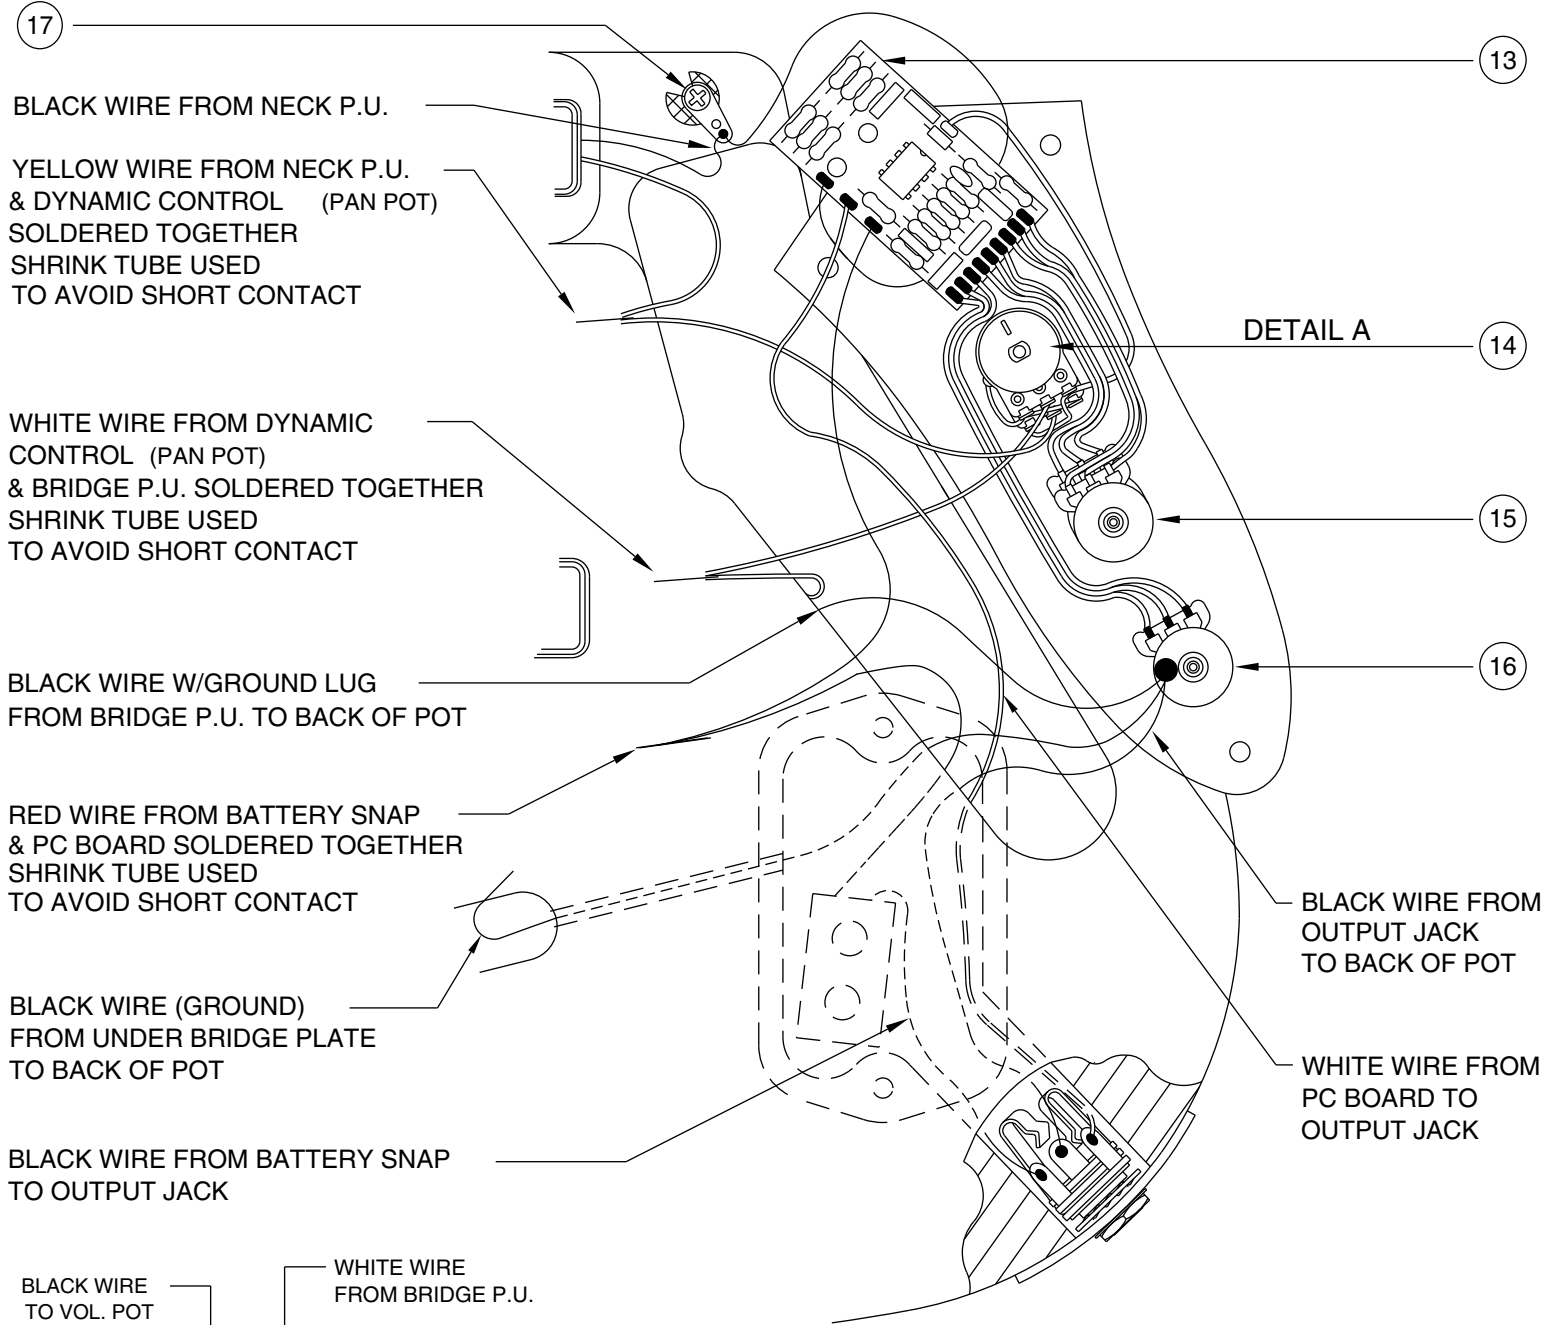 17
13
BLACK WIRE FROM NECK P.U.
YELLOW WIRE FROM NECK P.U.
& DYNAMIC CONTROL (PAN POT)
SOLDERED TOGETHER
SHRINK TUBE USED
TO AVOID SHORT CONTACT
DETAIL A
14
WHITE WIRE FROM DYNAMIC
CONTROL (PAN POT)
& BRIDGE P.U. SOLDERED TOGETHER
SHRINK TUBE USED
TO AVOID SHORT CONTACT
15
16
BLACK WIRE W/GROUND LUG
FROM BRIDGE P.U. TO BACK OF POT
RED WIRE FROM BATTERY SNAP
& PC BOARD SOLDERED TOGETHER
SHRINK TUBE USED
TO AVOID SHORT CONTACT
BLACK WIRE FROM
OUTPUT JACK
TO BACK OF POT
BLACK WIRE (GROUND)
FROM UNDER BRIDGE PLATE
TO BACK OF POT
WHITE WIRE FROM
PC BOARD TO
OUTPUT JACK
BLACK WIRE FROM BATTERY SNAP
TO OUTPUT JACK
BLACK WIRE
TO VOL. POT
WHITE WIRE
FROM BRIDGE P.U.